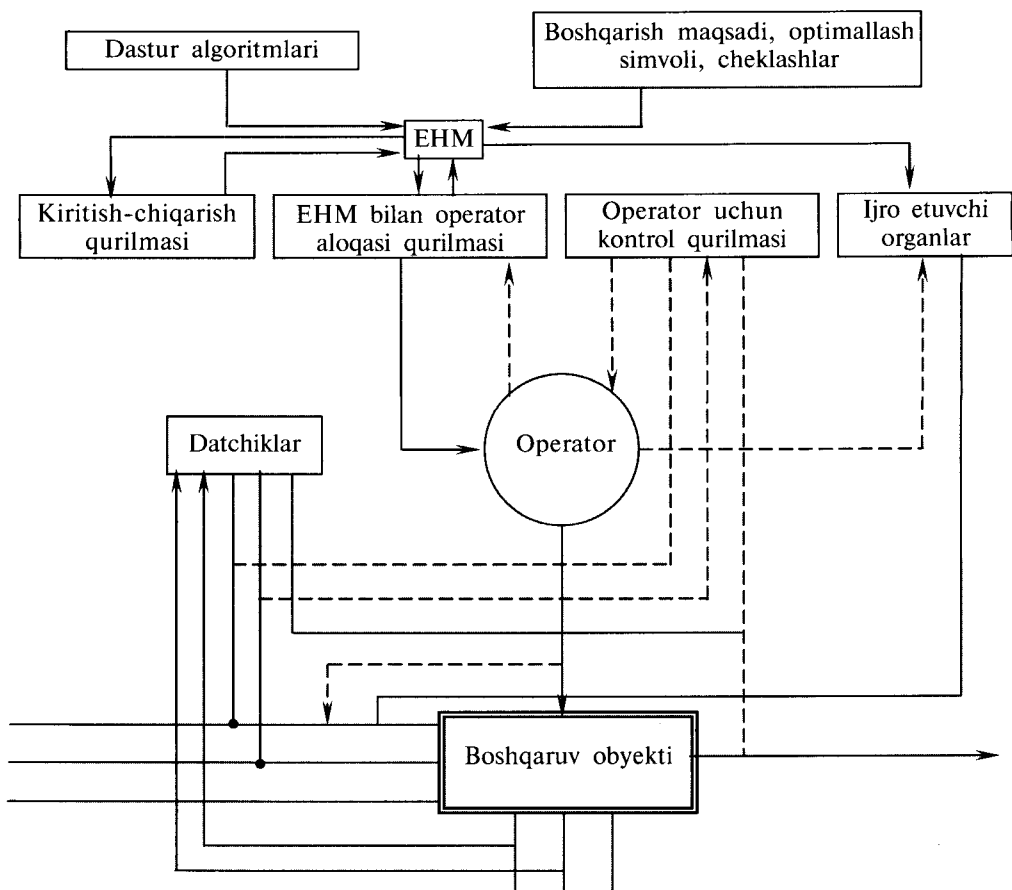 Dastur algoritmlari
Boshqarish maqsadi, optimallash
simvoli, cheklashlar
EHM
Kiritish-chiqarish
qurilmasi
EHM bilan operator
aloqasi qurilmasi
Operator uchun
kontrol qurilmasi
Ijro etuvchi
organlar
Datchiklar
Operator
Boshqaruv obyekti